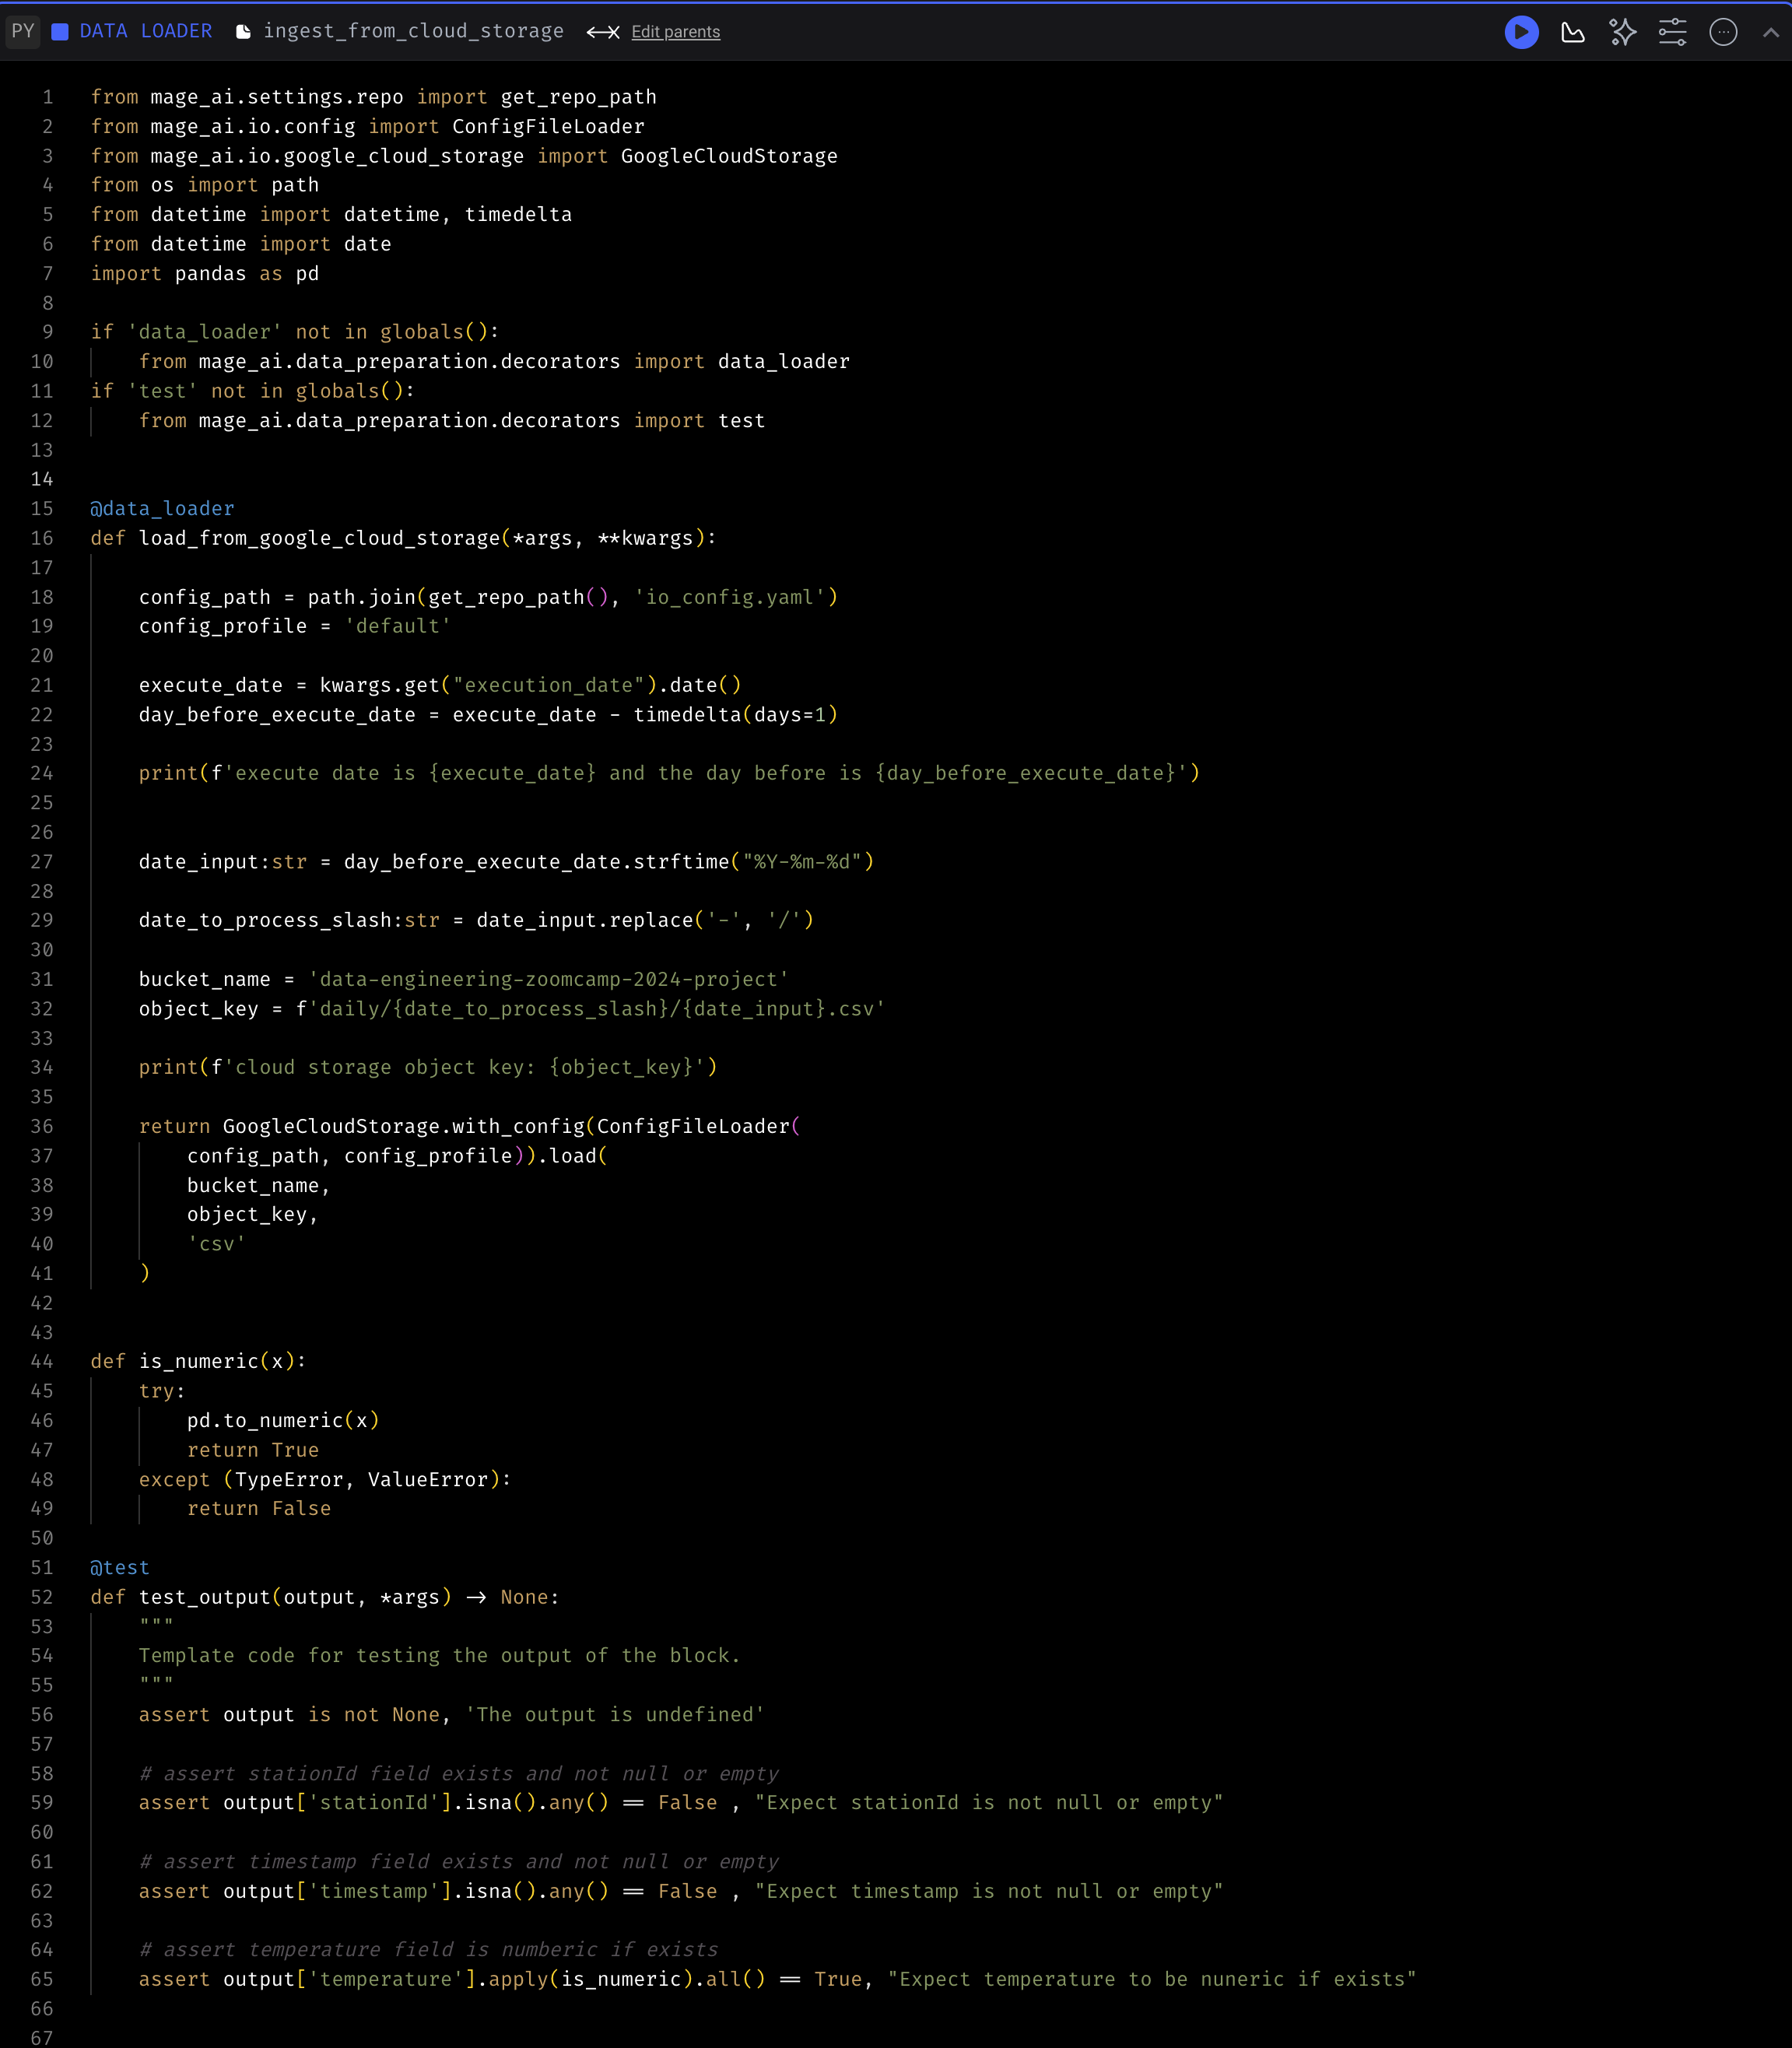 PY DATA LOADER ingest_from_cloud_storage Edit parents
1 from mage_ai.settings.repo import get_repo_path
2 from mage_ai.io.config import ConfigFileLoader
3 from mage_ai.io.google_cloud_storage import GoogleCloudStorage
4 from os import path
5 from datetime import datetime, timedelta
6 from datetime import date
7 import pandas as pd
8
9 if 'data_loader' not in globals():
10     from mage_ai.data_preparation.decorators import data_loader
11 if 'test' not in globals():
12     from mage_ai.data_preparation.decorators import test
13
14
15 @data_loader
16 def load_from_google_cloud_storage(*args, **kwargs):
17
18     config_path = path.join(get_repo_path(), 'io_config.yaml')
19     config_profile = 'default'
20
21     execute_date = kwargs.get("execution_date").date()
22     day_before_execute_date = execute_date - timedelta(days=1)
23
24     print(f'execute date is {execute_date} and the day before is {day_before_execute_date}')
25
26
27     date_input:str = day_before_execute_date.strftime("%Y-%m-%d")
28
29     date_to_process_slash:str = date_input.replace('-', '/')
30
31     bucket_name = 'data-engineering-zoomcamp-2024-project'
32     object_key = f'daily/{date_to_process_slash}/{date_input}.csv'
33
34     print(f'cloud storage object key: {object_key}')
35
36     return GoogleCloudStorage.with_config(ConfigFileLoader(
37         config_path, config_profile)).load(
38         bucket_name,
39         object_key,
40         'csv'
41     )
42
43
44 def is_numeric(x):
45     try:
46         pd.to_numeric(x)
47         return True
48     except (TypeError, ValueError):
49         return False
50
51 @test
52 def test_output(output, *args) -> None:
53     """
54     Template code for testing the output of the block.
55     """
56     assert output is not None, 'The output is undefined'
57
58     # assert stationId field exists and not null or empty
59     assert output['stationId'].isna().any() == False , "Expect stationId is not null or empty"
60
61     # assert timestamp field exists and not null or empty
62     assert output['timestamp'].isna().any() == False , "Expect timestamp is not null or empty"
63
64     # assert temperature field is numberic if exists
65     assert output['temperature'].apply(is_numeric).all() == True, "Expect temperature to be nuneric if exists"
66
67